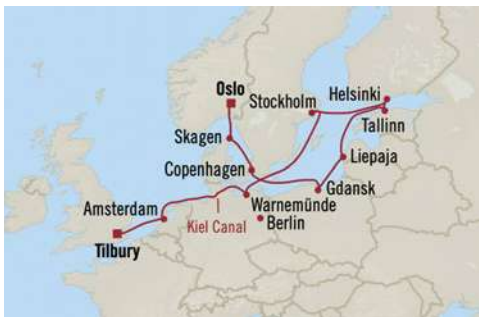 Oslo
Helsinki
Stockholm
Tallinn
Skagen
Liepaja
Copenhagen
Gdansk
Amsterdam
Warnemünde
Kiel Canal
Berlin
Tilbury